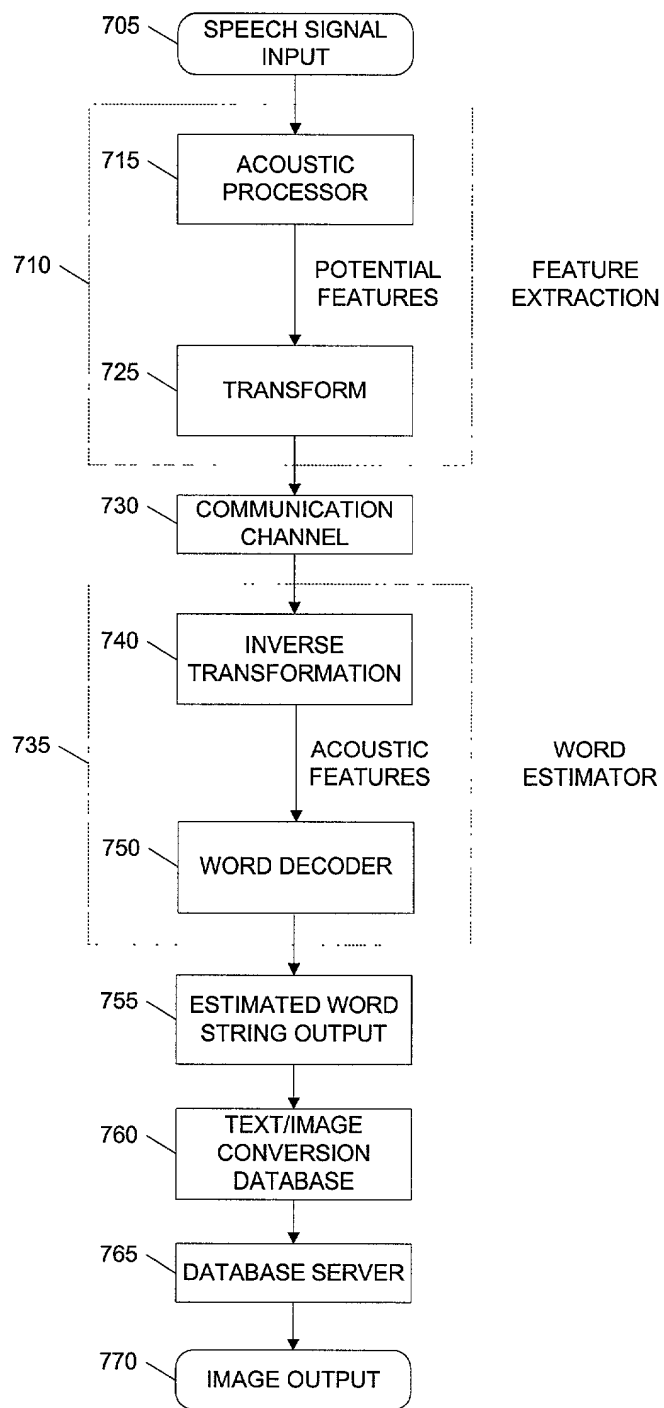 705
SPEECH SIGNAL
INPUT
715
ACOUSTIC
PROCESSOR
710
POTENTIAL
FEATURES
FEATURE
EXTRACTION
725
TRANSFORM
730
COMMUNICATION
CHANNEL
740
INVERSE
TRANSFORMATION
735
ACOUSTIC
FEATURES
WORD
ESTIMATOR
750
WORD DECODER
755
ESTIMATED WORD
STRING OUTPUT
760
TEXT/IMAGE
CONVERSION
DATABASE
765
DATABASE SERVER
770
IMAGE OUTPUT